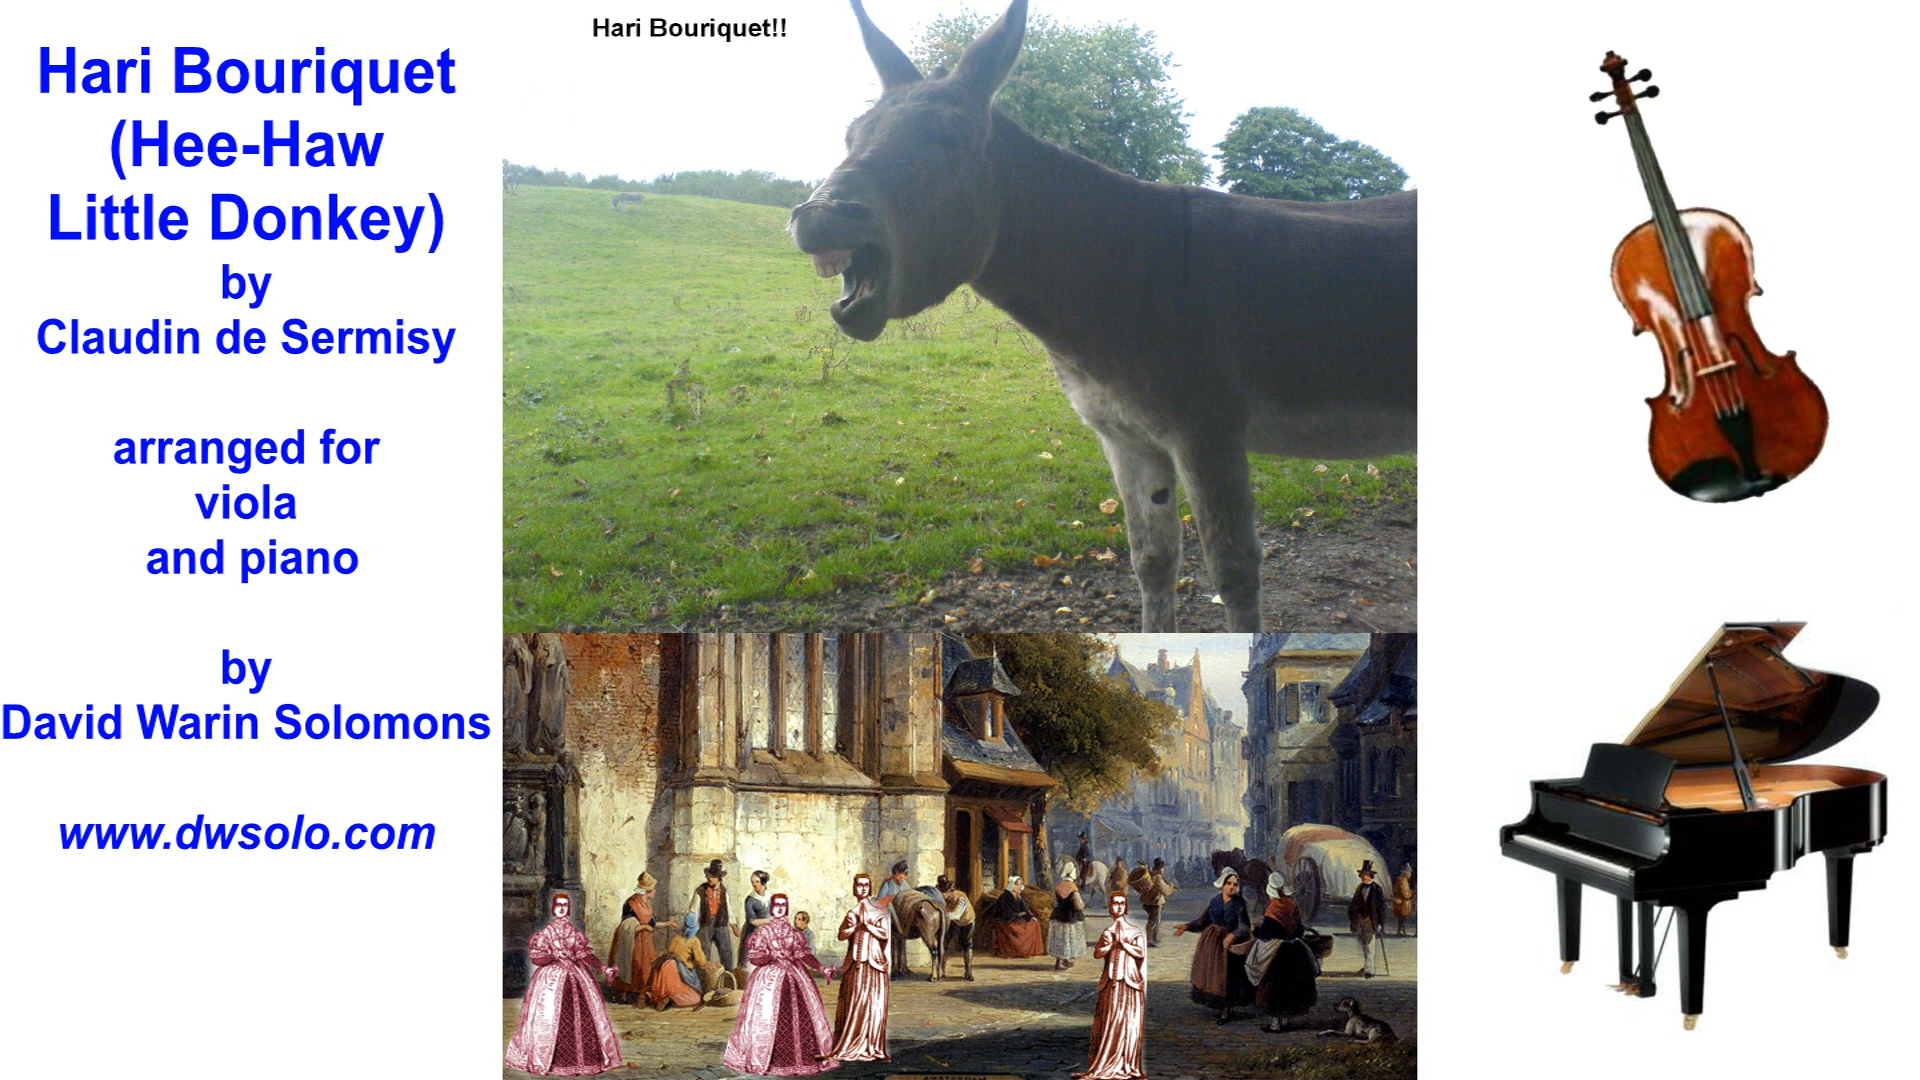 Hari Bouriquet
(Hee-Haw
Little Donkey)
by
Claudin de Sermisy
arranged for
viola
and piano
by
David Warin Solomons
www.dwsolo.com
Hari Bouriquet!!
AMSTERDAM